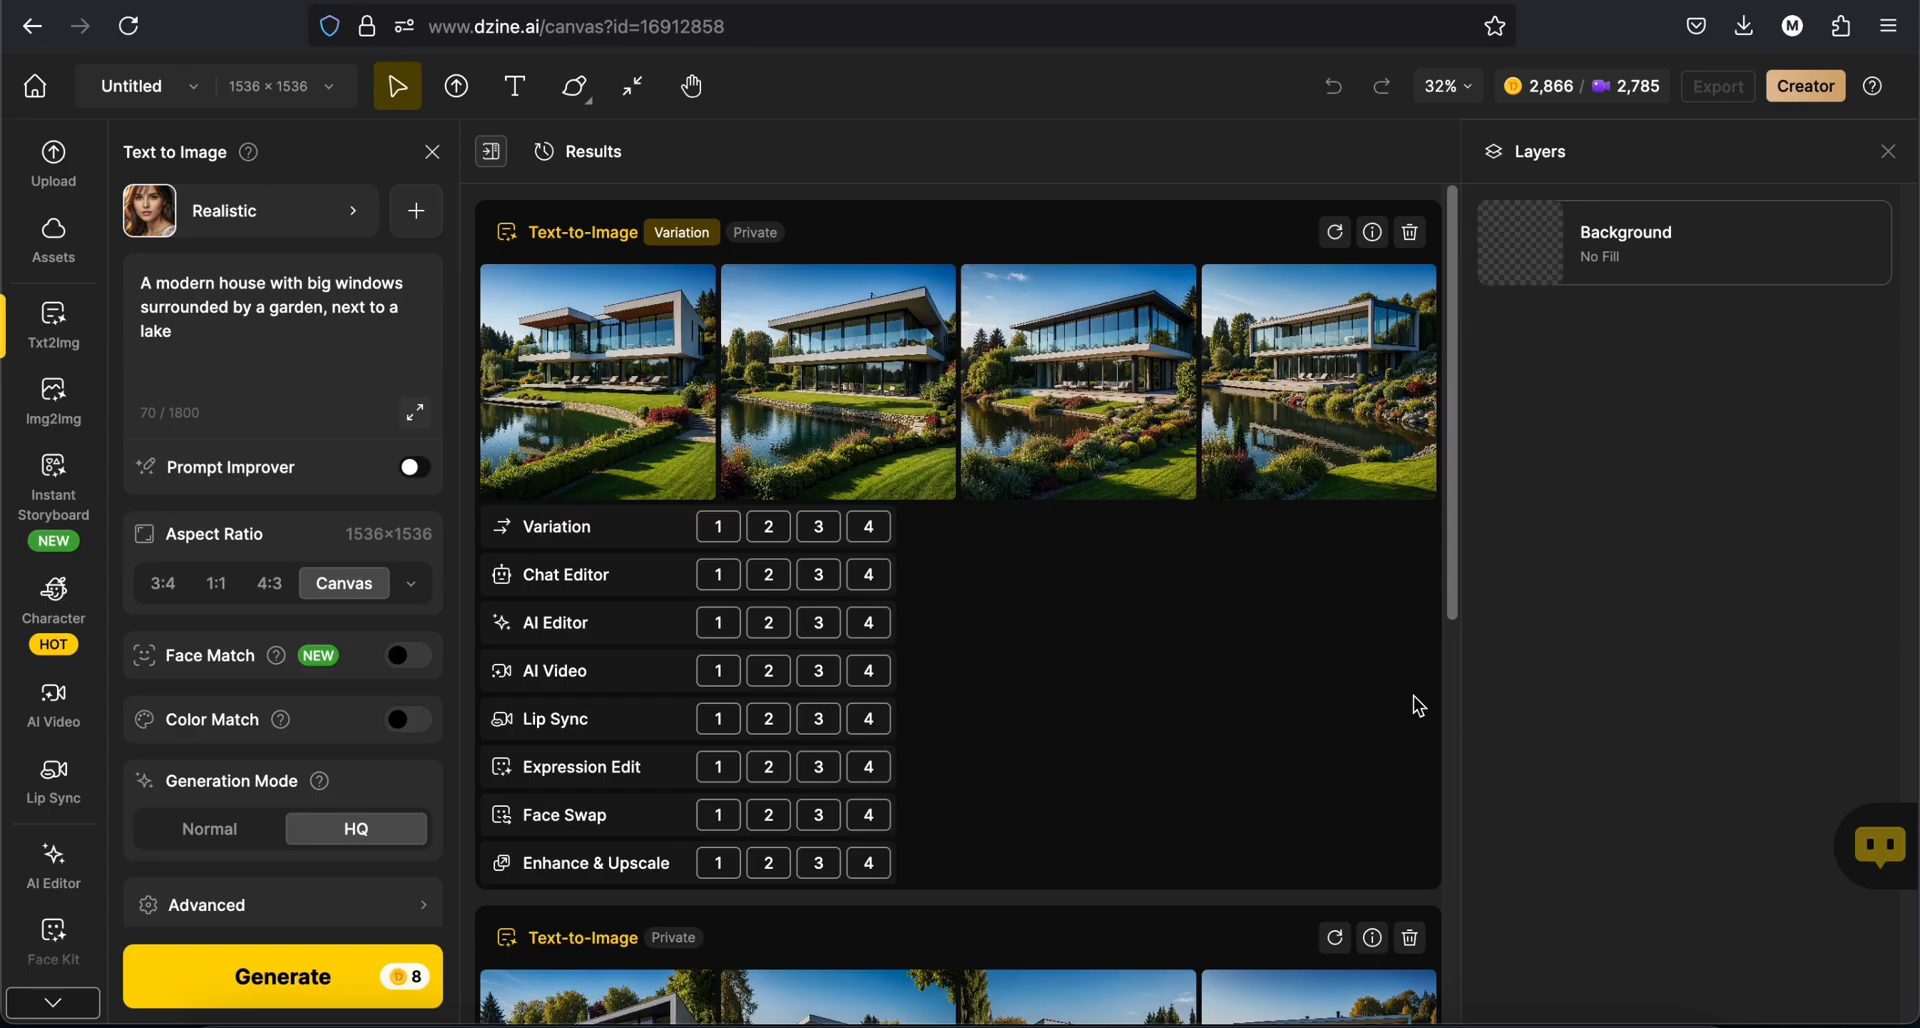 www.dzine.ai/canvas?id=16912858
M
Untitled
1536 × 1536
T
32%
2,866 / 2,785
Export
Creator
Upload
Assets
Txt2Img
Img2Img
Instant
Storyboard
NEW
Character
HOT
AI Video
Lip Sync
AI Editor
Face Kit
Text to Image
Realistic
A modern house with big windows
surrounded by a garden, next to a
lake
70 / 1800
Prompt Improver
Aspect Ratio 1536×1536
3:4 1:1 4:3 Canvas
Face Match NEW
Color Match
Generation Mode
Normal HQ
Advanced
Generate 8
Results
Text-to-Image Variation Private
Variation 1 2 3 4
Chat Editor 1 2 3 4
AI Editor 1 2 3 4
AI Video 1 2 3 4
Lip Sync 1 2 3 4
Expression Edit 1 2 3 4
Face Swap 1 2 3 4
Enhance & Upscale 1 2 3 4
Text-to-Image Private
Layers
Background
No Fill